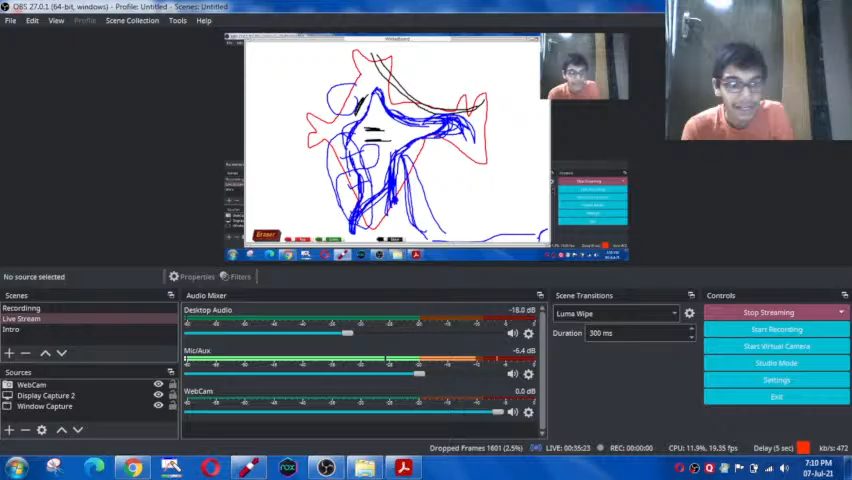 OBS 27.0.1 (64-bit, windows) - Profile: Untitled - Scenes: Untitled
File Edit View Profile Scene Collection Tools Help
Eraser
No source selected
Properties Filters
Scenes
Recordinng
Live Stream
Intro
Sources
WebCam
Display Capture 2
Window Capture
Audio Mixer
Desktop Audio -18.0 dB
Mic/Aux -6.4 dB
WebCam 0.0 dB
Scene Transitions
Luma Wipe
Duration 300 ms
Controls
Stop Streaming
Start Recording
Start Virtual Camera
Studio Mode
Settings
Exit
Dropped Frames 1601 (2.5%) LIVE: 00:35:23 REC: 00:00:00 CPU: 11.9%, 19.35 fps Delay (5 sec) kb/s: 472
7:10 PM
07-Jul-21